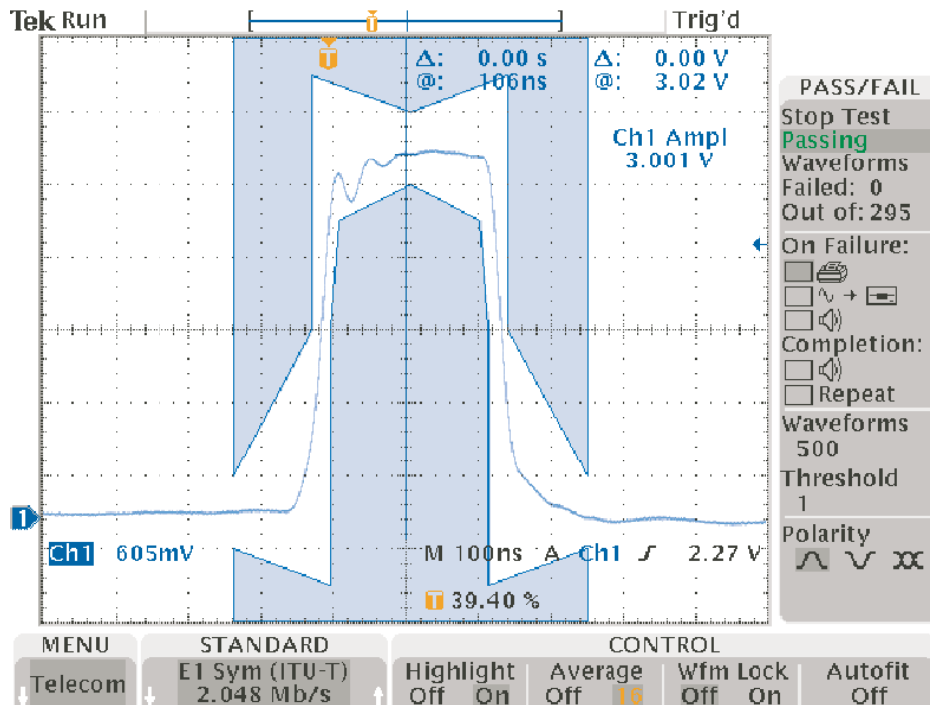 Tek Run Trig'd
T
T
Δ: 0.00 s Δ: 0.00 V
@: 106ns @: 3.02 V
Ch1 Ampl
3.001 V
1
Ch1 605mV M 100ns A Ch1 2.27 V
T 39.40 %
PASS/FAIL
Stop Test
Passing
Waveforms
Failed: 0
Out of: 295
On Failure:
Completion:
Repeat
Waveforms
500
Threshold
1
Polarity
MENU
Telecom
STANDARD
E1 Sym (ITU-T)
2.048 Mb/s
CONTROL
Highlight
Off On
Average
Off 16
Wfm Lock
Off On
Autofit
Off